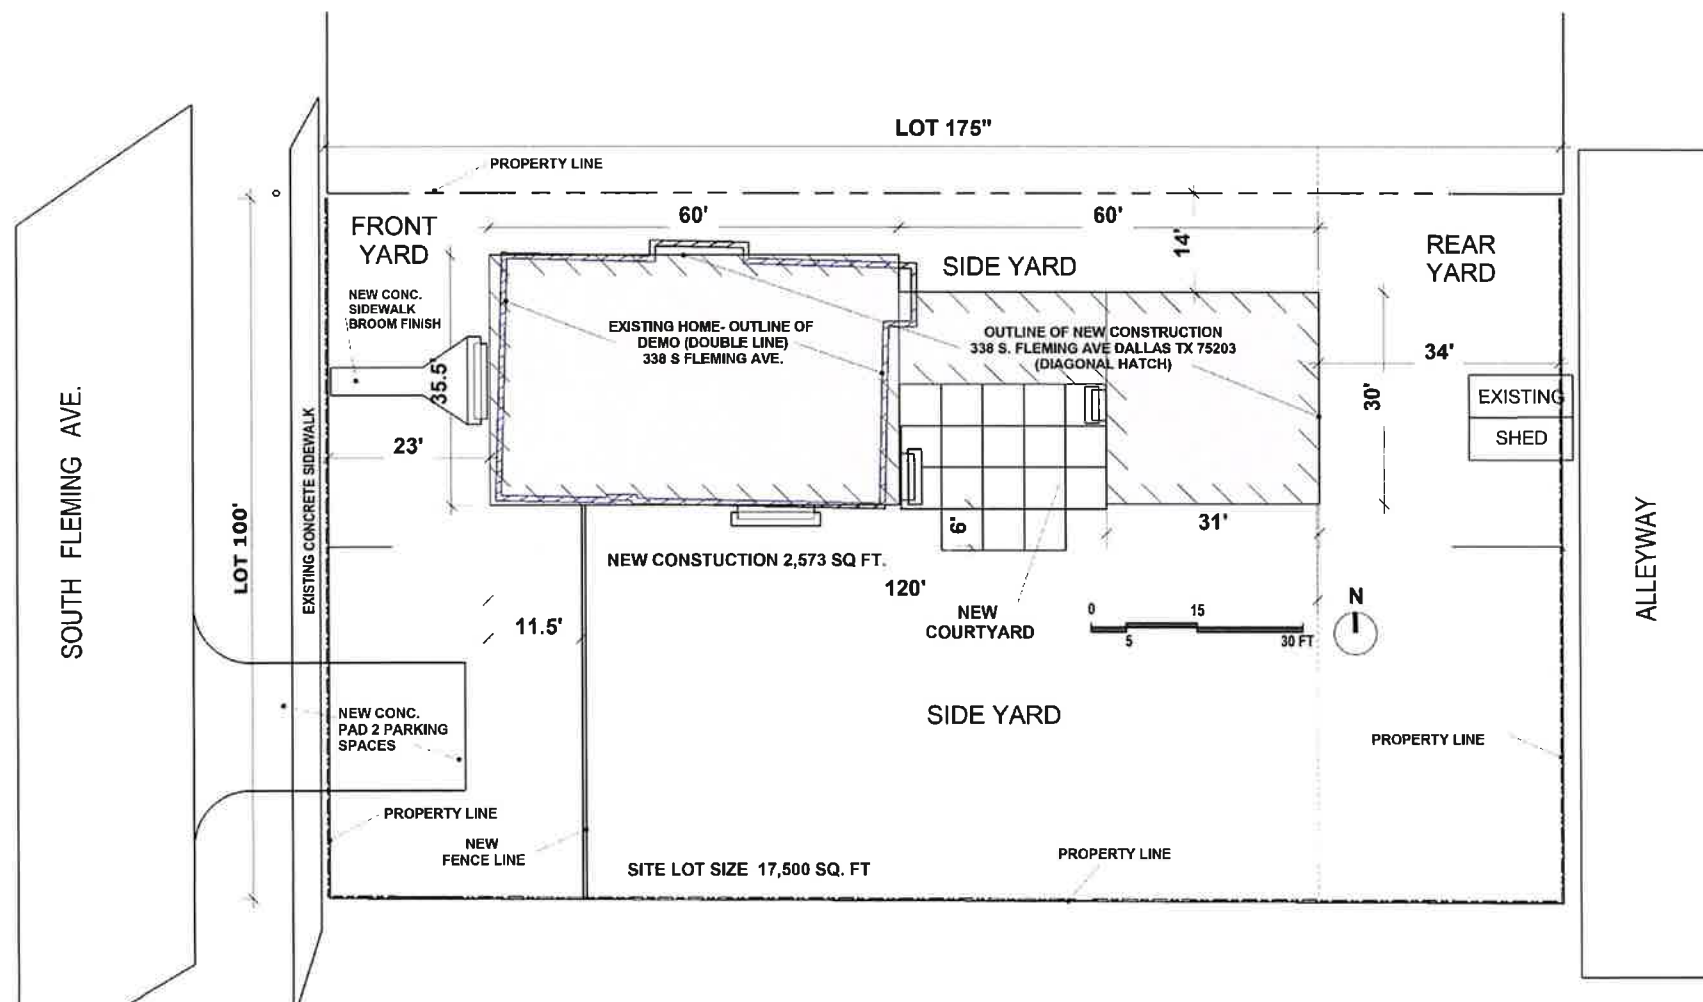 LOT 175"
PROPERTY LINE
60'
60'
FRONT
YARD
14'
SIDE YARD
REAR
YARD
NEW CONC.
SIDEWALK
BROOM FINISH
EXISTING HOME- OUTLINE OF
DEMO (DOUBLE LINE)
338 S FLEMING AVE.
OUTLINE OF NEW CONSTRUCTION
338 S. FLEMING AVE DALLAS TX 75203
(DIAGONAL HATCH)
34'
35.5'
30'
EXISTING
SHED
23'
SOUTH FLEMING AVE.
LOT 100'
EXISTING CONCRETE SIDEWALK
6'
31'
ALLEYWAY
NEW CONSTUCTION 2,573 SQ FT.
120'
NEW
COURTYARD
0
15
5
30 FT
N
11.5'
NEW CONC.
PAD 2 PARKING
SPACES
SIDE YARD
PROPERTY LINE
PROPERTY LINE
NEW
FENCE LINE
PROPERTY LINE
SITE LOT SIZE 17,500 SQ. FT